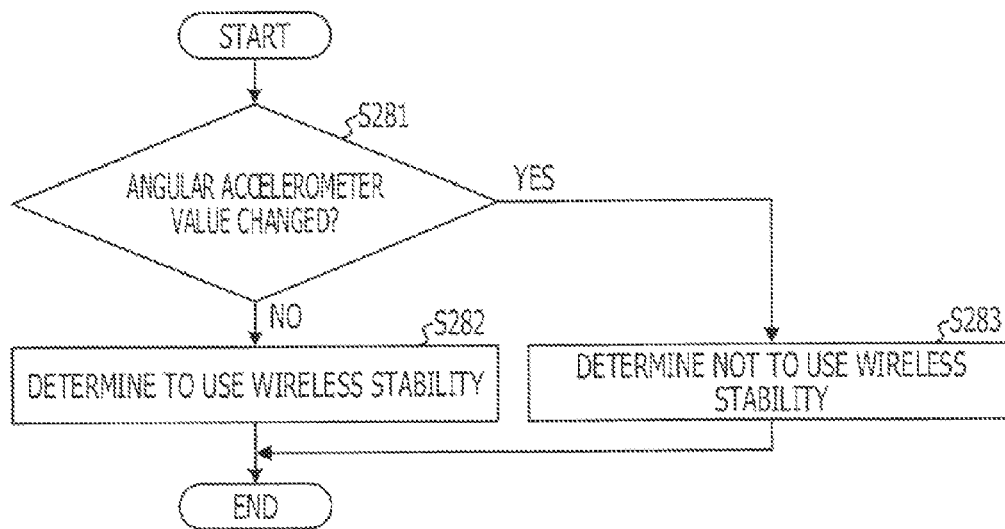 START
S281
ANGULAR ACCELEROMETER
VALUE CHANGED?
YES
NO
S282
DETERMINE TO USE WIRELESS STABILITY
S283
DETERMINE NOT TO USE WIRELESS
STABILITY
END